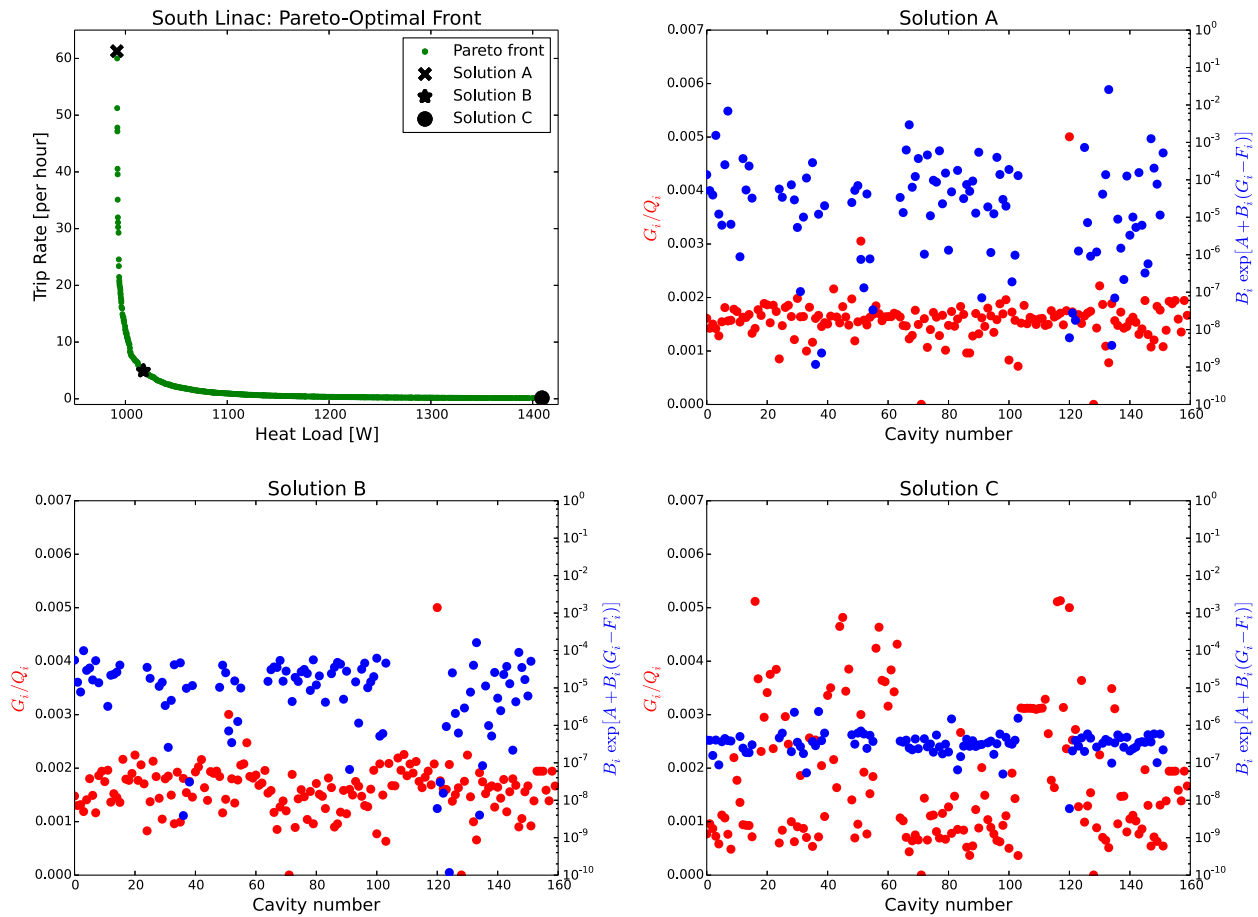 South Linac: Pareto-Optimal Front
Trip Rate [per hour]
60
50
40
30
20
10
0
1000 1100 1200 1300 1400
Heat Load [W]
Pareto front
Solution A
Solution B
Solution C
Solution A
G_i/Q_i
0.007
0.006
0.005
0.004
0.003
0.002
0.001
0.000
0 20 40 60 80 100 120 140 160
Cavity number
10^0
10^-1
10^-2
10^-3
10^-4
10^-5
10^-6
10^-7
10^-8
10^-9
10^-10
B_i exp[A+B_i(G_i−F_i)]
Solution B
G_i/Q_i
0.007
0.006
0.005
0.004
0.003
0.002
0.001
0.000
0 20 40 60 80 100 120 140 160
Cavity number
10^0
10^-1
10^-2
10^-3
10^-4
10^-5
10^-6
10^-7
10^-8
10^-9
10^-10
B_i exp[A+B_i(G_i−F_i)]
Solution C
G_i/Q_i
0.007
0.006
0.005
0.004
0.003
0.002
0.001
0.000
0 20 40 60 80 100 120 140 160
Cavity number
10^0
10^-1
10^-2
10^-3
10^-4
10^-5
10^-6
10^-7
10^-8
10^-9
10^-10
B_i exp[A+B_i(G_i−F_i)]